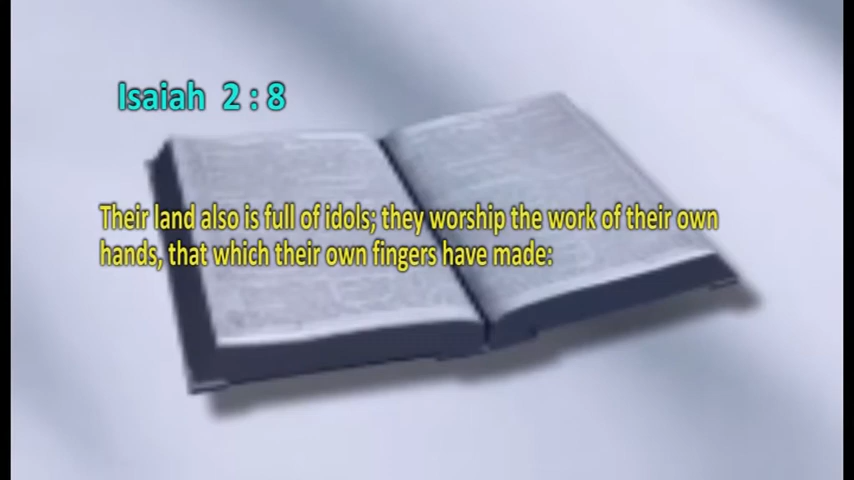 Isaiah 2 : 8
Their land also is full of idols; they worship the work of their own
hands, that which their own fingers have made: